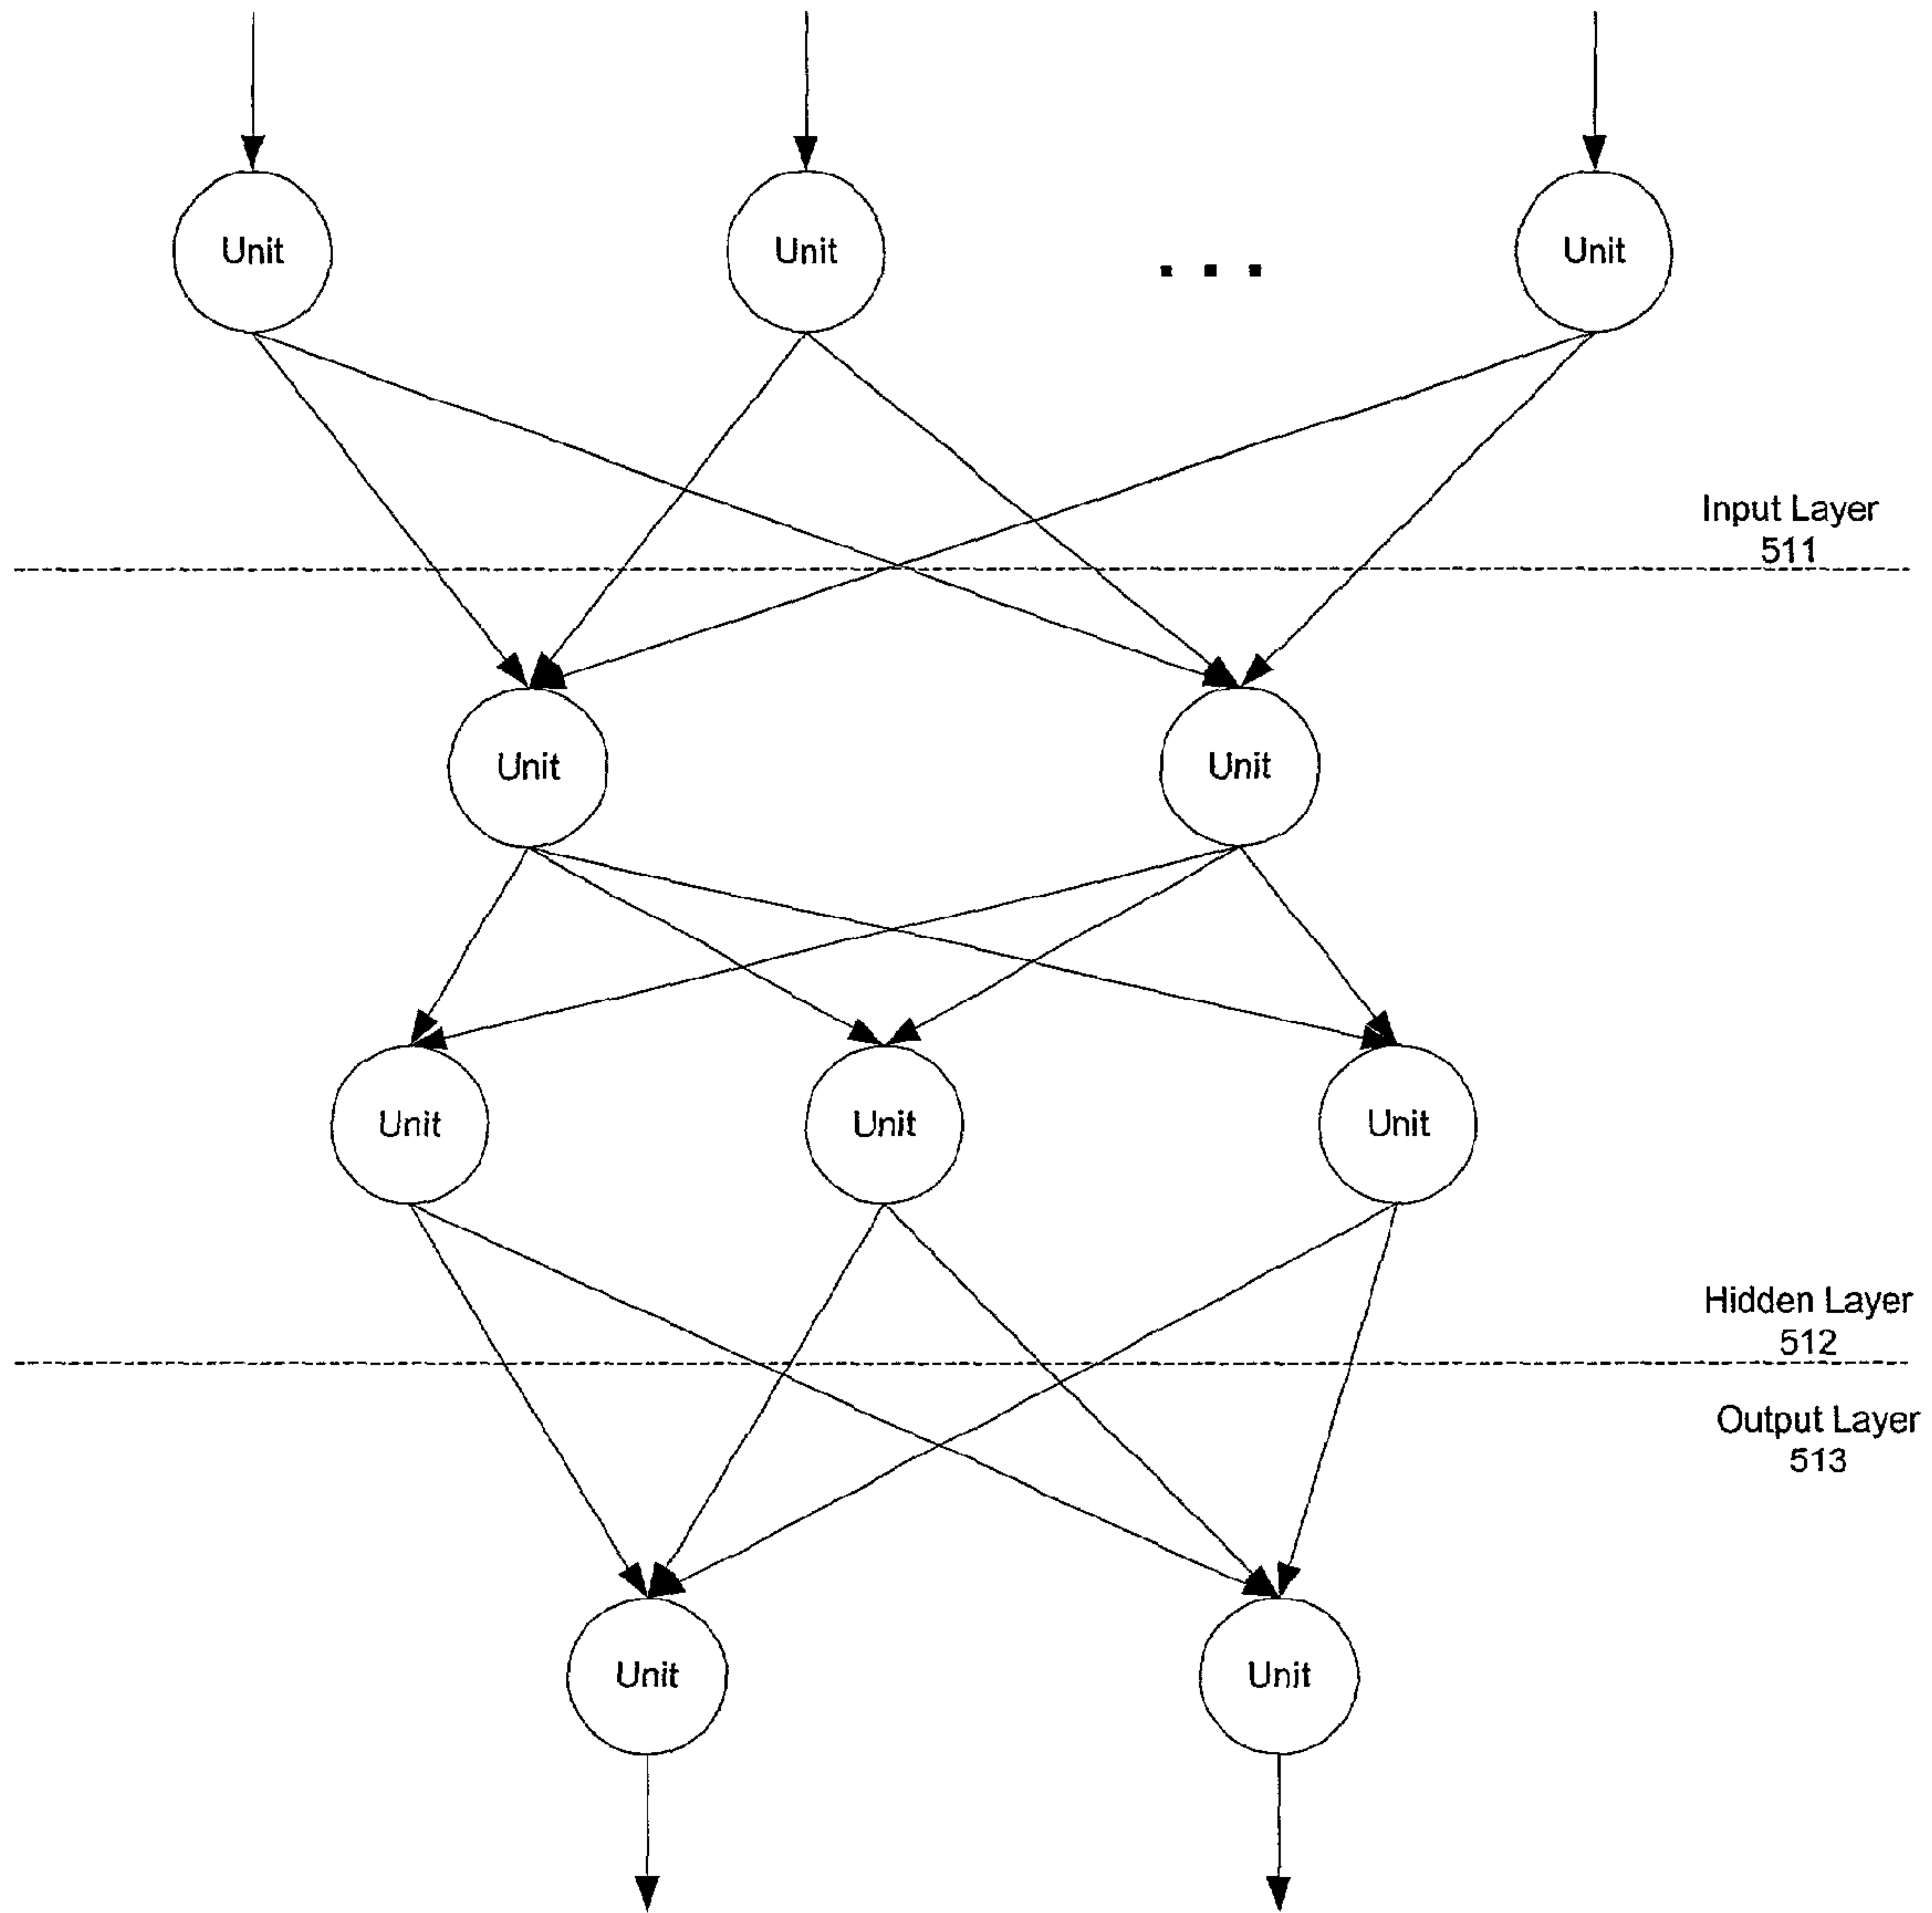 Unit
Unit
. . .
Unit
Input Layer
511
Unit
Unit
Unit
Unit
Unit
Hidden Layer
512
Output Layer
513
Unit
Unit